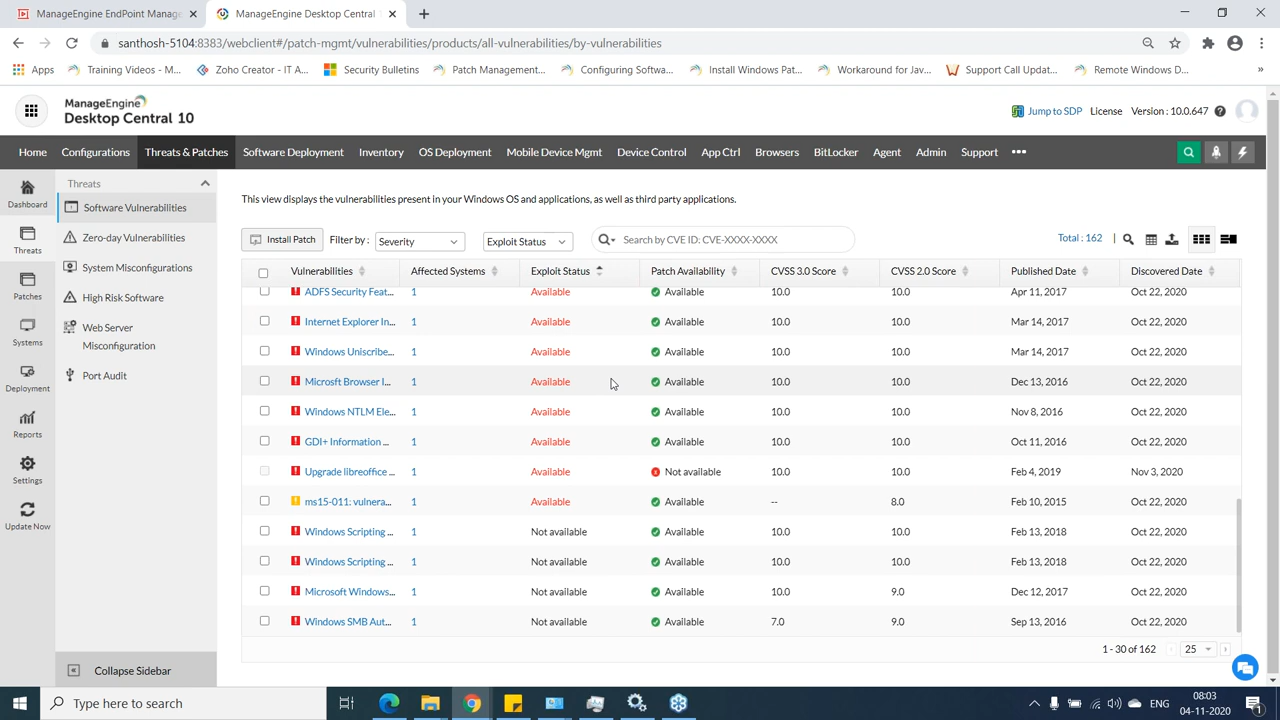 ManageEngine EndPoint Manage
ManageEngine Desktop Central
santhosh-5104:8383/webclient#/patch-mgmt/vulnerabilities/products/all-vulnerabilities/by-vulnerabilities
Apps Training Videos - M... Zoho Creator - IT A... Security Bulletins Patch Management... Configuring Softwa... Install Windows Pat... Workaround for Jav... Support Call Updat... Remote Windows D... »
ManageEngine
Desktop Central 10
Jump to SDP License Version : 10.0.647
Home Configurations Threats & Patches Software Deployment Inventory OS Deployment Mobile Device Mgmt Device Control App Ctrl Browsers BitLocker Agent Admin Support
Dashboard
Threats
Patches
Systems
Deployment
Reports
Settings
Update Now
Threats
Software Vulnerabilities
Zero-day Vulnerabilities
System Misconfigurations
High Risk Software
Web Server
Misconfiguration
Port Audit
Collapse Sidebar
This view displays the vulnerabilities present in your Windows OS and applications, as well as third party applications.
Install Patch Filter by : Severity Exploit Status Search by CVE ID: CVE-XXXX-XXXX Total : 162
Vulnerabilities Affected Systems Exploit Status Patch Availability CVSS 3.0 Score CVSS 2.0 Score Published Date Discovered Date
ADFS Security Feat... 1 Available Available 10.0 10.0 Apr 11, 2017 Oct 22, 2020
Internet Explorer In... 1 Available Available 10.0 10.0 Mar 14, 2017 Oct 22, 2020
Windows Uniscribe... 1 Available Available 10.0 10.0 Mar 14, 2017 Oct 22, 2020
Microsft Browser I... 1 Available Available 10.0 10.0 Dec 13, 2016 Oct 22, 2020
Windows NTLM Ele... 1 Available Available 10.0 10.0 Nov 8, 2016 Oct 22, 2020
GDI+ Information ... 1 Available Available 10.0 10.0 Oct 11, 2016 Oct 22, 2020
Upgrade libreoffice ... 1 Available Not available 10.0 10.0 Feb 4, 2019 Nov 3, 2020
ms15-011: vulnera... 1 Available Available -- 8.0 Feb 10, 2015 Oct 22, 2020
Windows Scripting ... 1 Not available Available 10.0 10.0 Feb 13, 2018 Oct 22, 2020
Windows Scripting ... 1 Not available Available 10.0 10.0 Feb 13, 2018 Oct 22, 2020
Microsoft Windows... 1 Not available Available 10.0 9.0 Dec 12, 2017 Oct 22, 2020
Windows SMB Aut... 1 Not available Available 7.0 9.0 Sep 13, 2016 Oct 22, 2020
1 - 30 of 162 25
Type here to search
ENG
08:03
04-11-2020
1